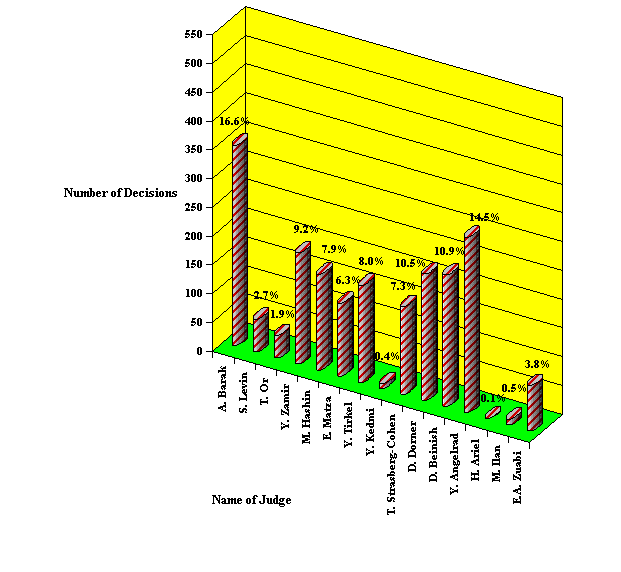 550
500
450
400
350
300
250
200
150
100
50
0
Number of Decisions
16.6%
2.7%
1.9%
9.2%
7.9%
6.3%
8.0%
0.4%
7.3%
10.5%
10.9%
14.5%
0.1%
0.5%
3.8%
A. Barak
S. Levin
T. Or
Y. Zamir
M. Hashin
E. Matza
Y. Tirkel
Y. Kedmi
T. Strasberg-Cohen
D. Dorner
D. Beinish
Y. Angelrad
H. Ariel
M. Ilan
E.A. Zuabi
Name of Judge